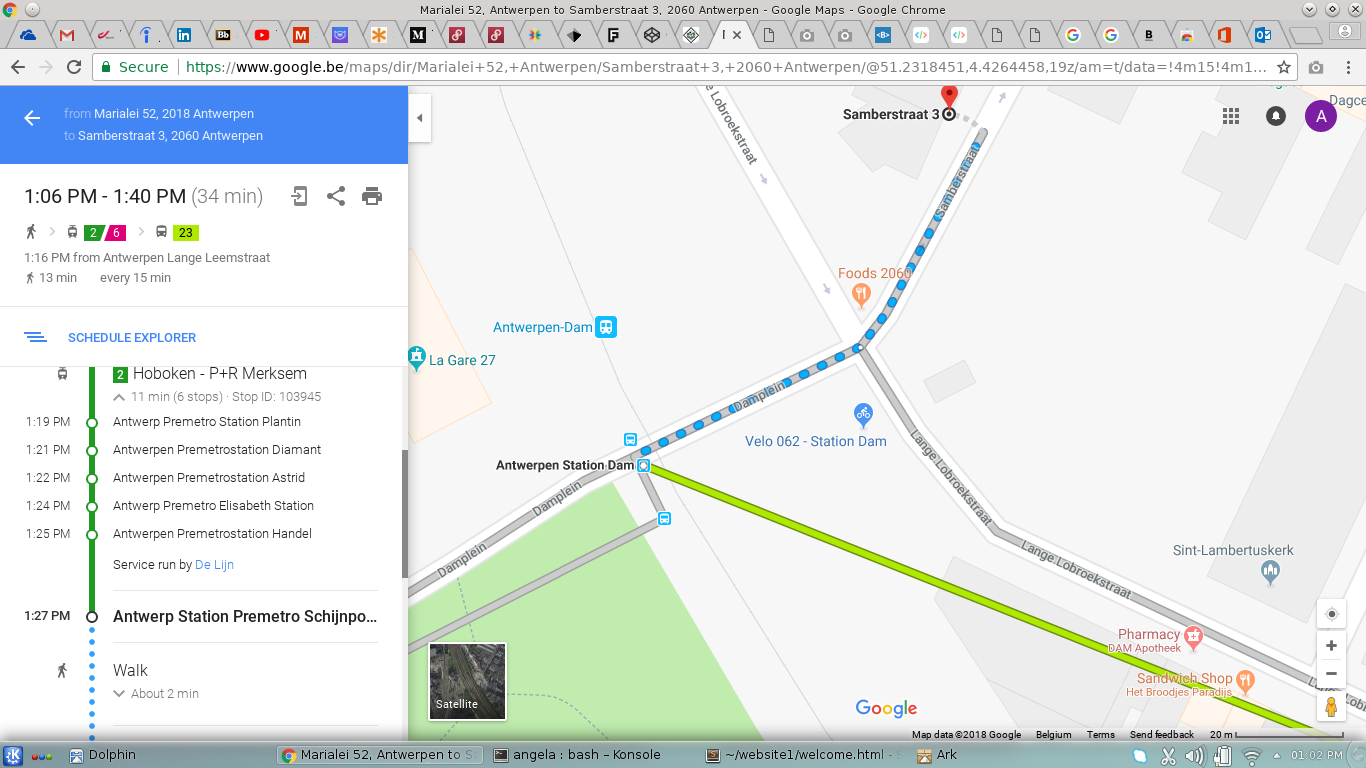 Marialei 52, Antwerpen to Samberstraat 3, 2060 Antwerpen - Google Maps - Google Chrome
Secure
https://www.google.be/maps/dir/Marialei+52,+Antwerpen/Samberstraat+3,+2060+Antwerpen/@51.2318451,4.4264458,19z/am=t/data=!4m15!4m1...
from Marialei 52, 2018 Antwerpen
to Samberstraat 3, 2060 Antwerpen
1:06 PM - 1:40 PM (34 min)
2 6 23
1:16 PM from Antwerpen Lange Leemstraat
13 min every 15 min
SCHEDULE EXPLORER
2 Hoboken - P+R Merksem
11 min (6 stops) · Stop ID: 103945
1:19 PM Antwerp Premetro Station Plantin
1:21 PM Antwerpen Premetrostation Diamant
1:22 PM Antwerpen Premetrostation Astrid
1:24 PM Antwerp Premetro Elisabeth Station
1:25 PM Antwerpen Premetrostation Handel
Service run by De Lijn
1:27 PM Antwerp Station Premetro Schijnpo...
Walk
About 2 min
Lobroekstraat
Samberstraat 3
Dagce
A
Samberstraat
Foods 2060
Antwerpen-Dam
La Gare 27
Damplein
Velo 062 - Station Dam
Antwerpen Station Dam
Damplein
Damplein
Lange Lobroekstraat
Lange Lobroekstraat
Sint-Lambertuskerk
Pharmacy
DAM Apotheek
Sandwich Shop
Het Broodjes Paradijs
Satellite
Google
Map data ©2018 Google Belgium Terms Send feedback 20 m
Dolphin
Marialei 52, Antwerpen to S
angela : bash – Konsole
~/website1/welcome.html - S
Ark
01:02 PM